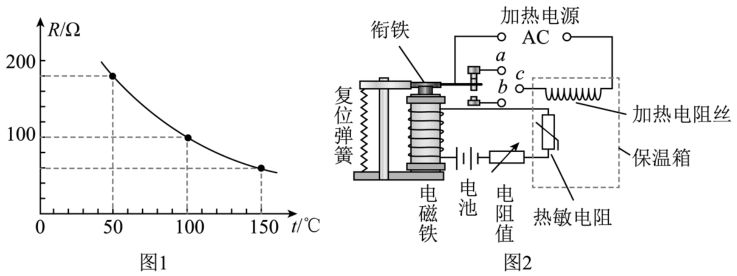 R/Ω
200
100
0
50
100
150
t/℃
图1
加热电源
AC
衔铁
a
b
c
复位弹簧
加热电阻丝
保温箱
电磁铁
电池
电阻值
热敏电阻
图2